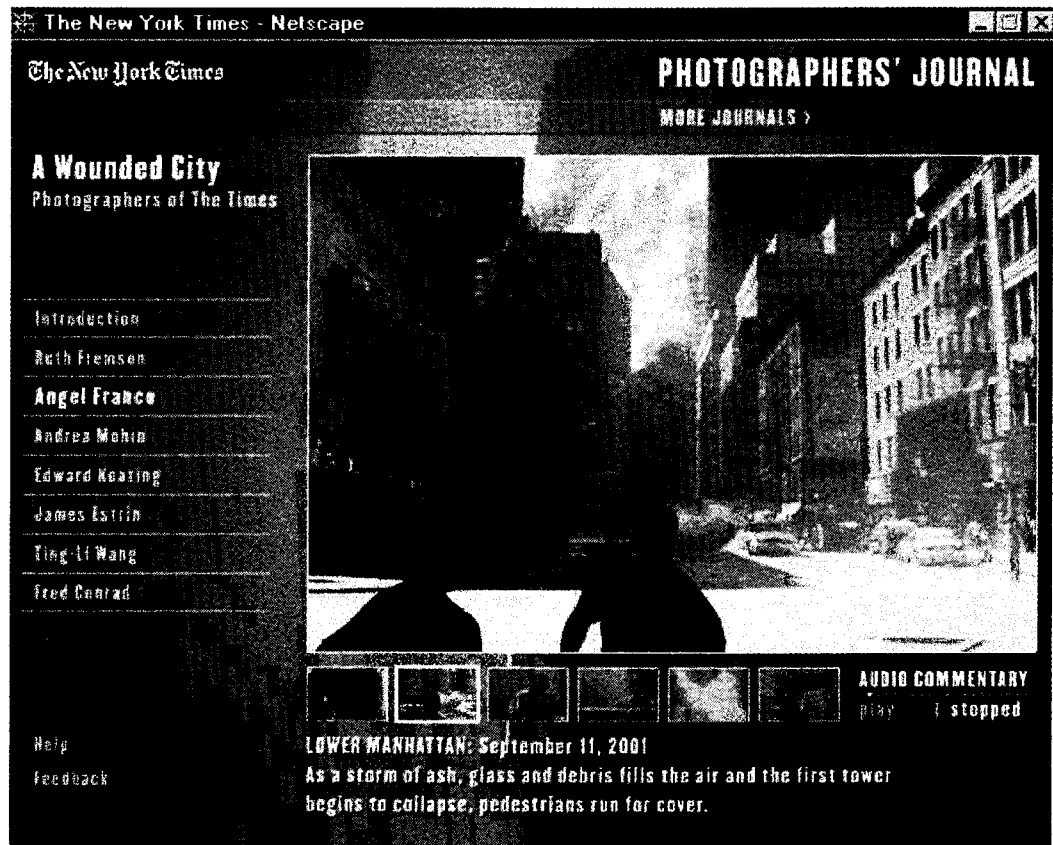 The New York Times - Netscape
The New York Times
PHOTOGRAPHERS' JOURNAL
MORE JOURNALS >
A Wounded City
Photographers of The Times
Introduction
Ruth Fremson
Angel Franco
Andrea Mohin
Edward Keating
James Estrin
Ting-Li Wang
Fred Conrad
Help
Feedback
AUDIO COMMENTARY
play stopped
LOWER MANHATTAN: September 11, 2001
As a storm of ash, glass and debris fills the air and the first tower
begins to collapse, pedestrians run for cover.